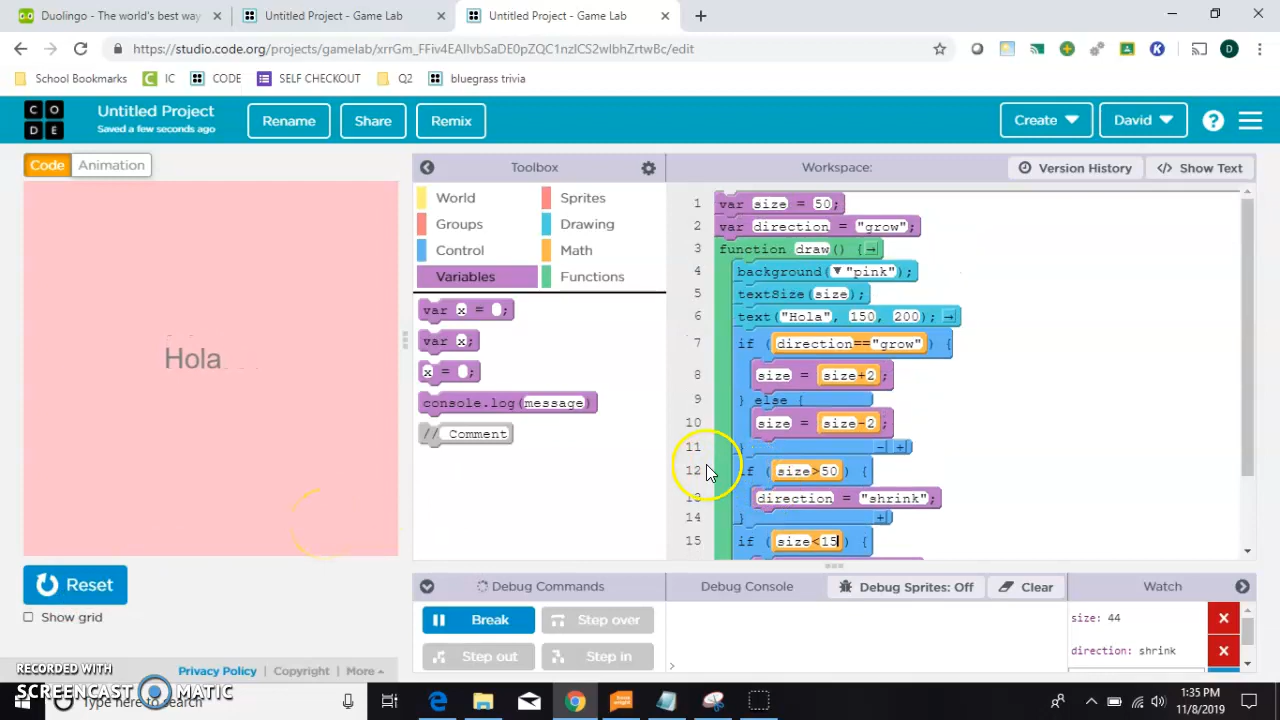 Duolingo - The world's best way
Untitled Project - Game Lab
Untitled Project - Game Lab
https://studio.code.org/projects/gamelab/xrrGm_FFiv4EAIlvbSaDE0pZQC1nzlCS2wlbhZrtwBc/edit
D
School Bookmarks
IC
CODE
SELF CHECKOUT
Q2
bluegrass trivia
C O
D E
Untitled Project
Saved a few seconds ago
Rename
Share
Remix
Create
David
Code
Animation
Toolbox
Workspace:
Version History
</> Show Text
World
Sprites
Groups
Drawing
Control
Math
Variables
Functions
var x = ;
var x;
x = ;
console.log(message)
// Comment
Hola
1 var size = 50;
2 var direction = "grow";
3 function draw() {
4 background("pink");
5 textSize(size);
6 text("Hola", 150, 200);
7 if (direction=="grow") {
8 size = size+2;
9 } else {
10 size = size-2;
11 }
12 if (size>50) {
13 direction = "shrink";
14 }
15 if (size<15) {
Reset
Show grid
Debug Commands
Break
Step over
Step out
Step in
Debug Console
Debug Sprites: Off
Clear
>
Watch
size: 44
direction: shrink
Privacy Policy
Copyright
More
RECORDED WITH
SCREENCAST MATIC
Type here to search
1:35 PM
11/8/2019